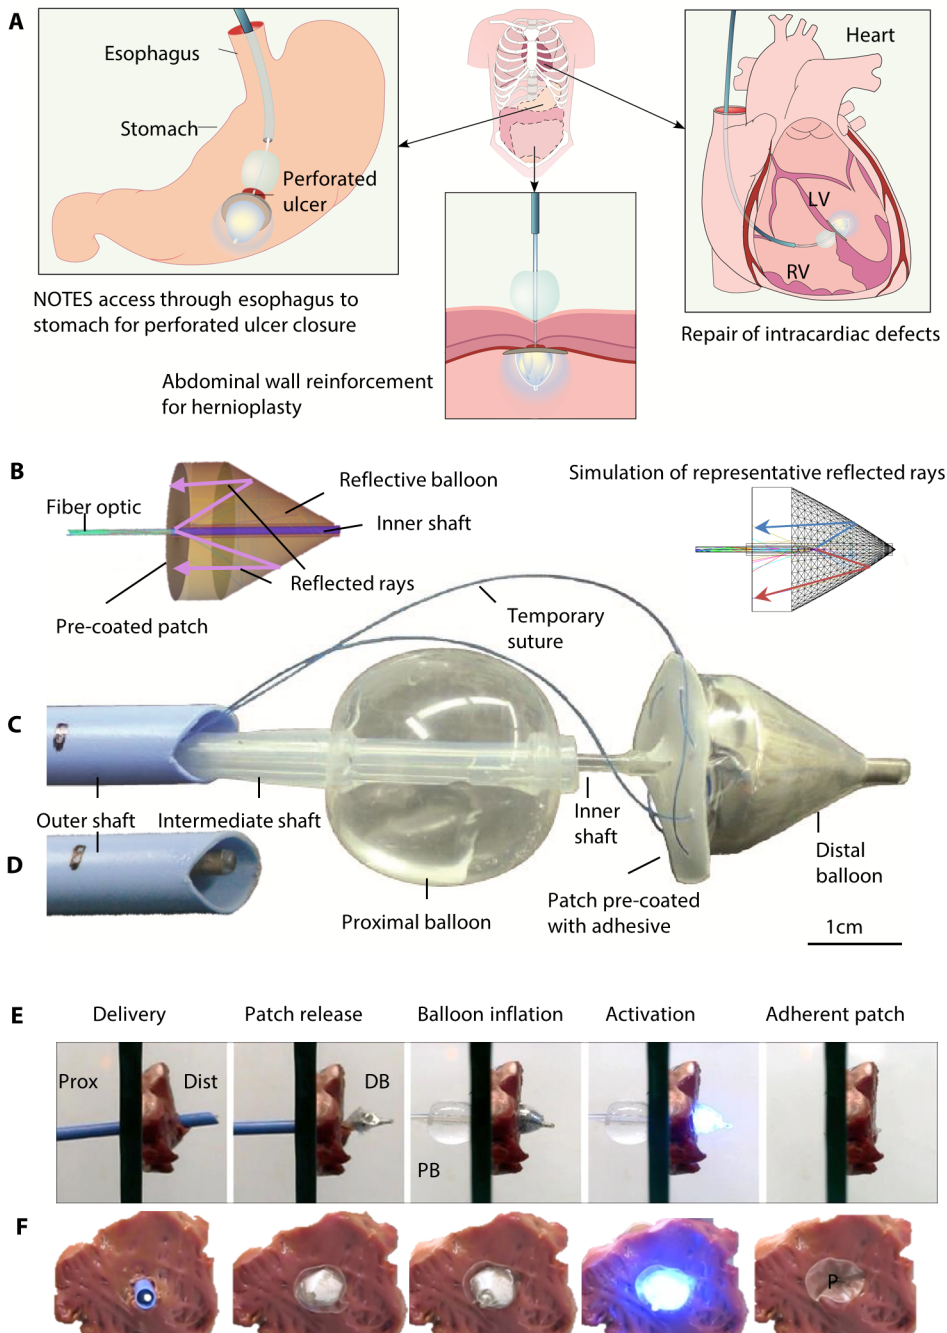 A
Esophagus
Stomach
Perforated
ulcer
Heart
LV
RV
NOTES access through esophagus to
stomach for perforated ulcer closure
Repair of intracardiac defects
Abdominal wall reinforcement
for hernioplasty
B
Fiber optic
Reflective balloon
Inner shaft
Reflected rays
Pre-coated patch
Simulation of representative reflected rays
Temporary
suture
C
Outer shaft
Intermediate shaft
Inner
shaft
Distal
balloon
D
Proximal balloon
Patch pre-coated
with adhesive
1cm
E
Delivery
Patch release
Balloon inflation
Activation
Adherent patch
Prox
Dist
DB
PB
F
P